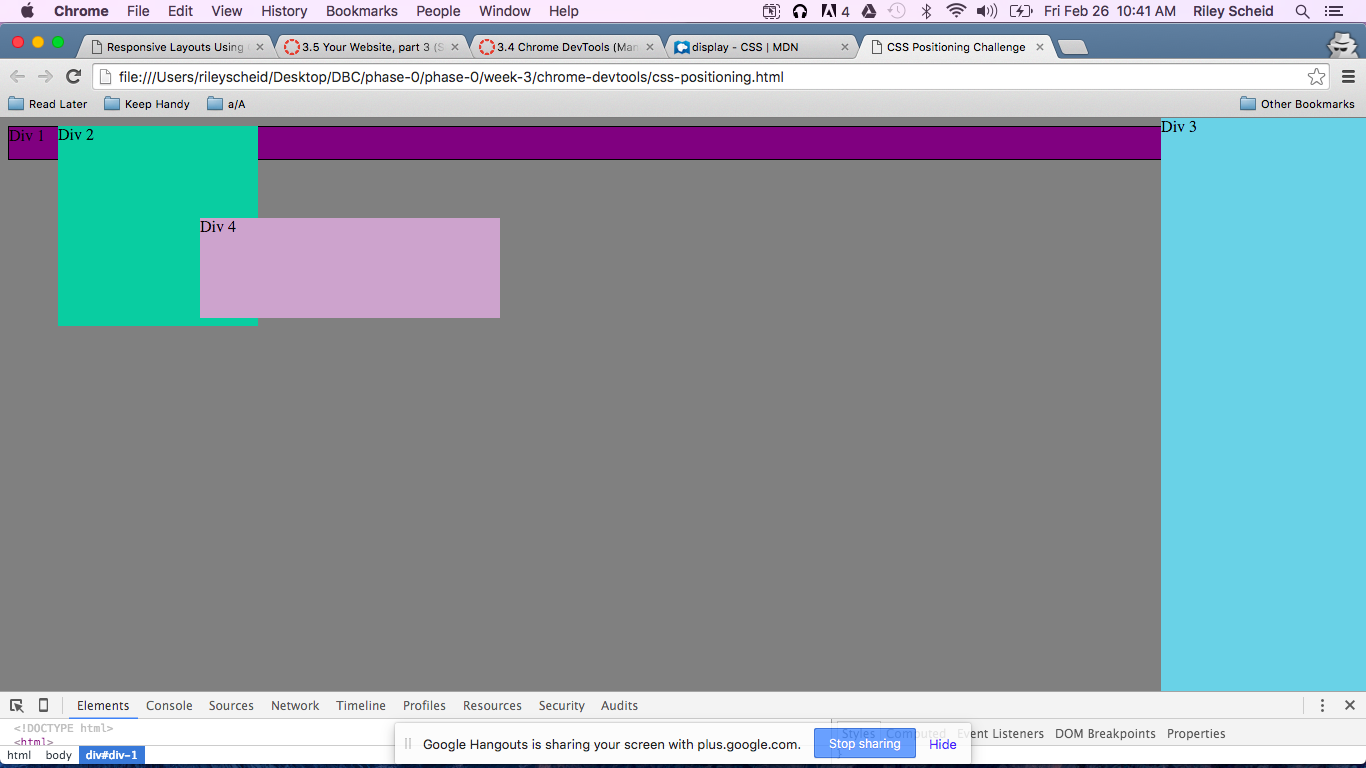 Chrome File Edit View History Bookmarks People Window Help 4 Fri Feb 26 10:41 AM Riley Scheid
Responsive Layouts Using 3.5 Your Website, part 3 (S 3.4 Chrome DevTools (Man display - CSS | MDN CSS Positioning Challenge
file:///Users/rileyscheid/Desktop/DBC/phase-0/phase-0/week-3/chrome-devtools/css-positioning.html
Read Later Keep Handy a/A Other Bookmarks
Div 1 Div 2 Div 3
Div 4
Elements Console Sources Network Timeline Profiles Resources Security Audits
<!DOCTYPE html>
<html>
Styles Computed Event Listeners DOM Breakpoints Properties
Google Hangouts is sharing your screen with plus.google.com. Stop sharing Hide
html body div#div-1